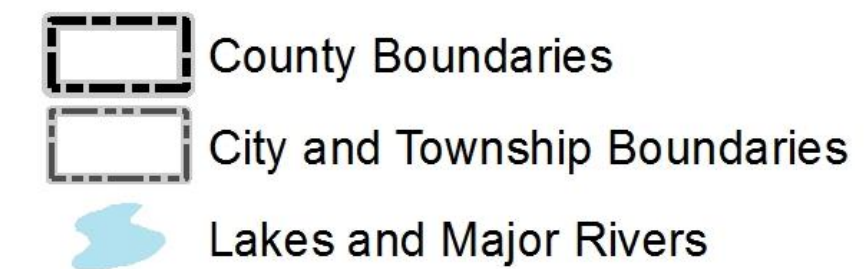 County Boundaries
City and Township Boundaries
Lakes and Major Rivers